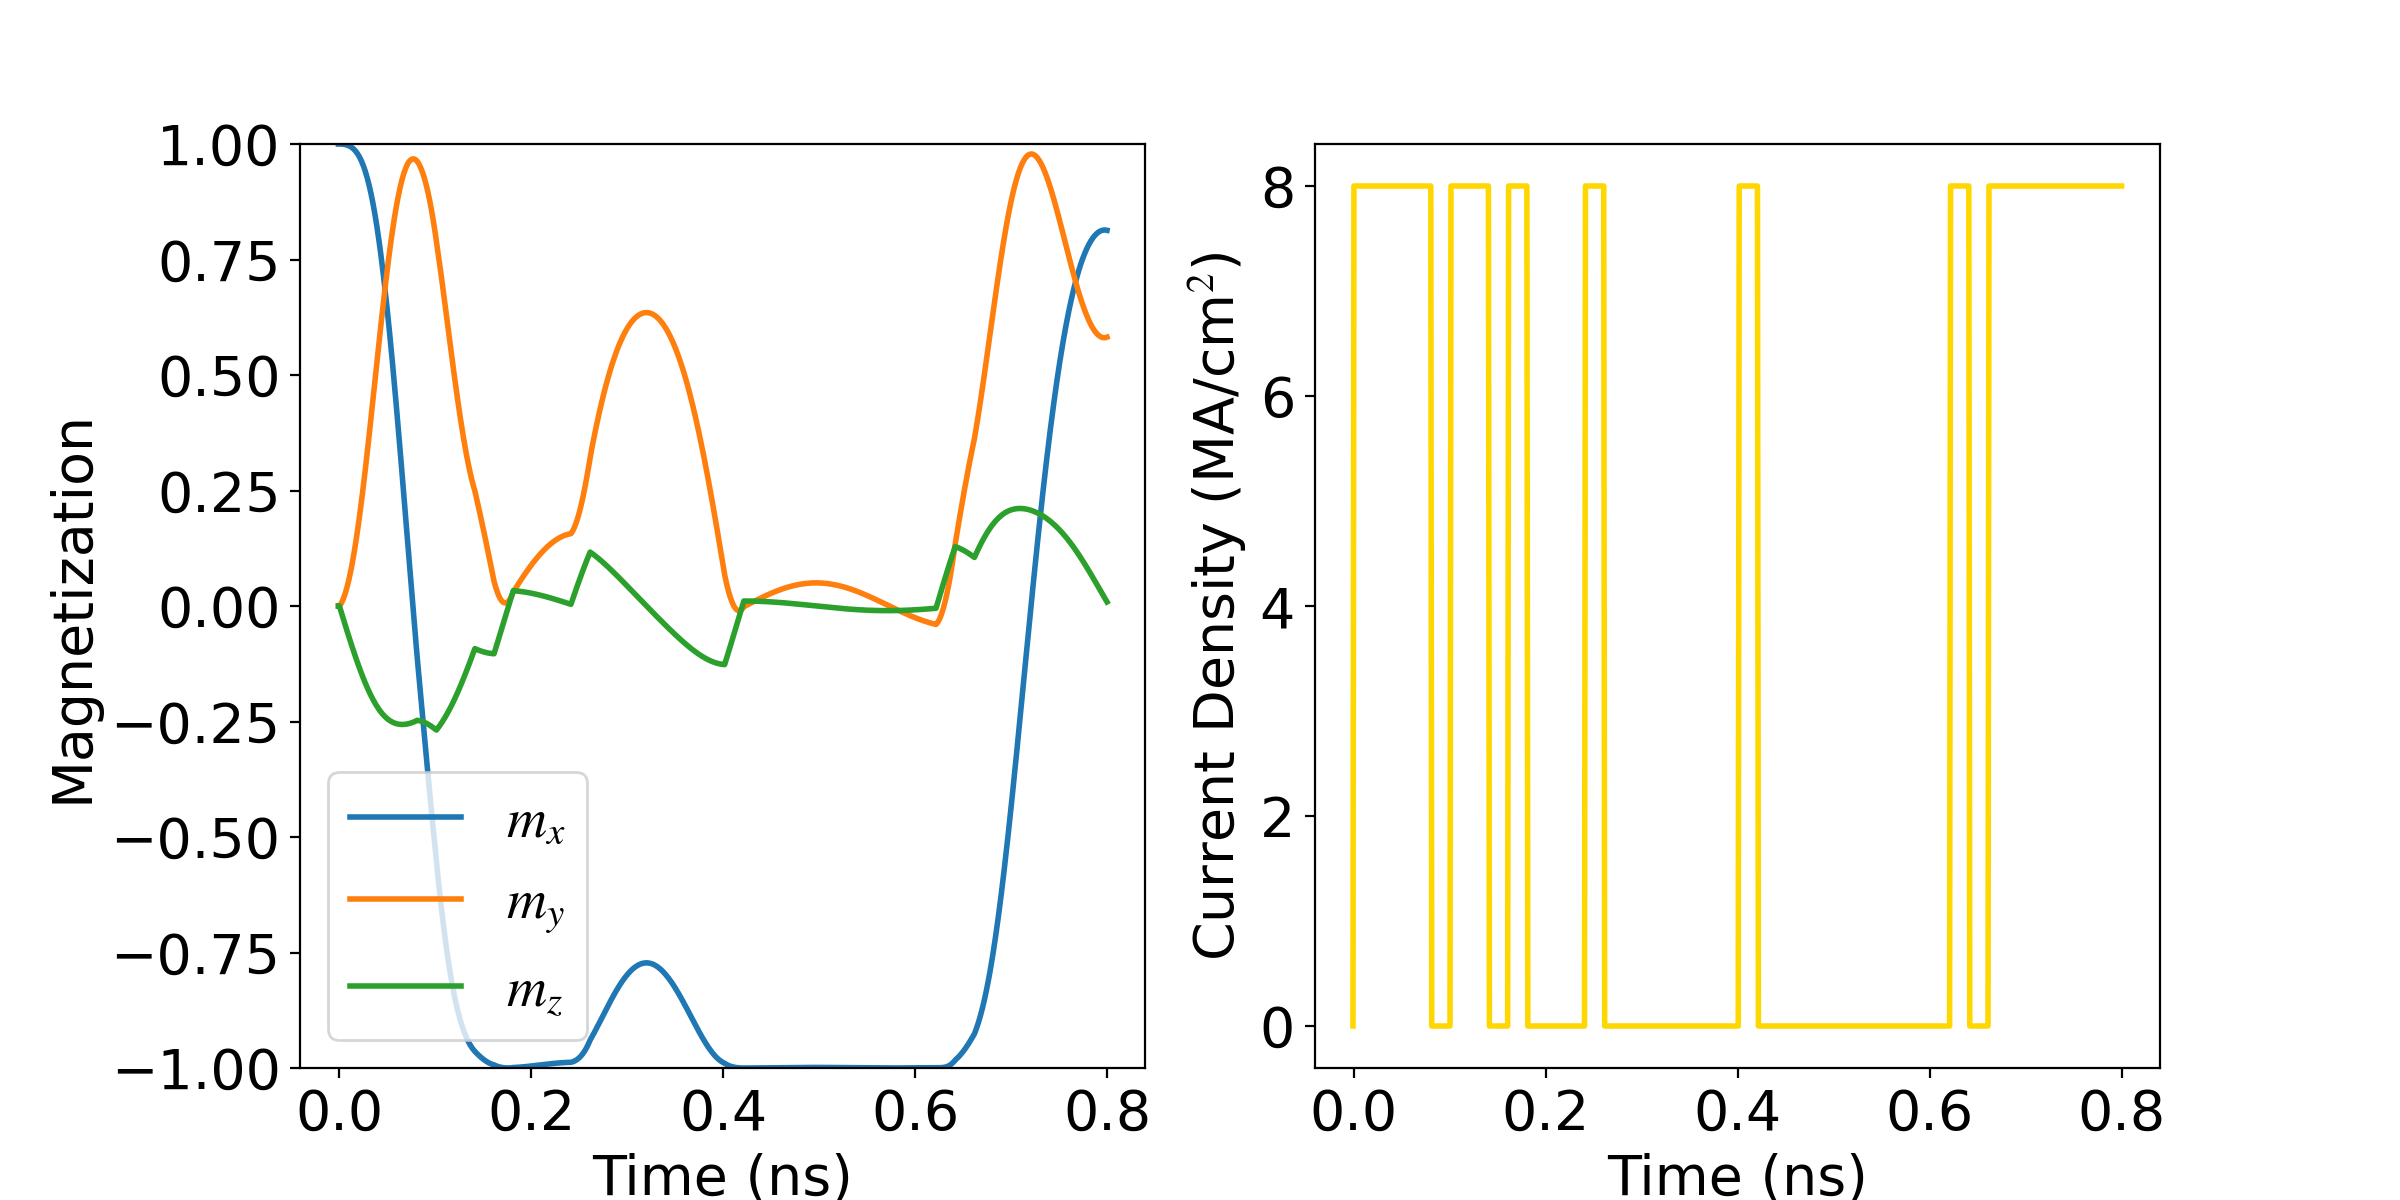 Magnetization
1.00
0.75
0.50
0.25
0.00
−0.25
−0.50
−0.75
−1.00
m_x
m_y
m_z
0.0 0.2 0.4 0.6 0.8
Time (ns)
Current Density (MA/cm²)
8
6
4
2
0
0.0 0.2 0.4 0.6 0.8
Time (ns)